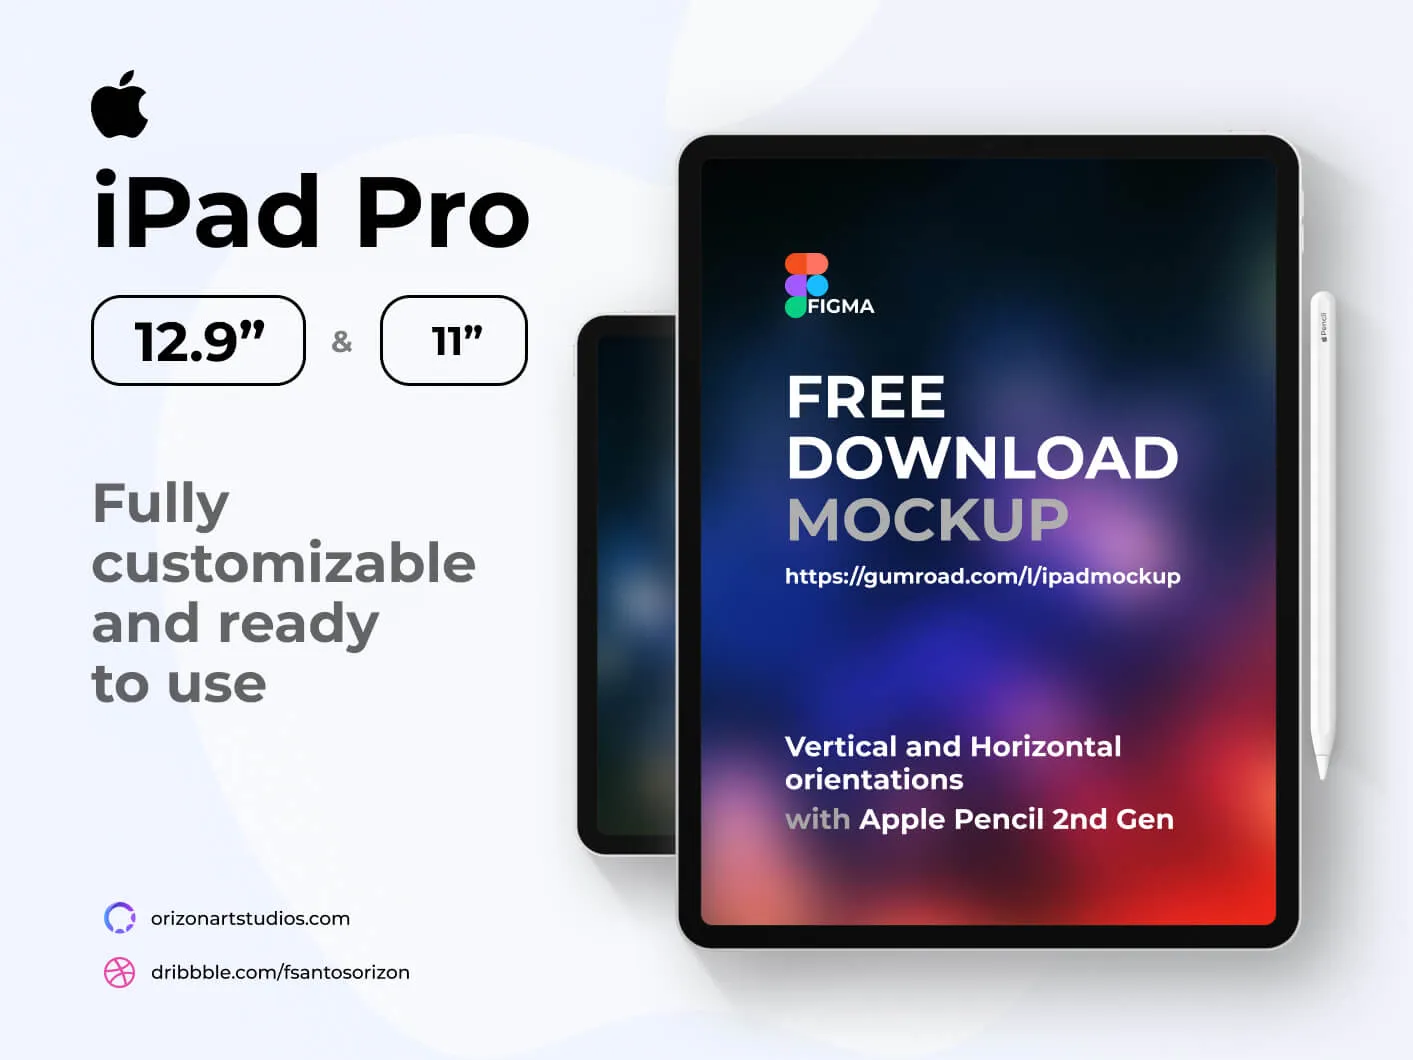 iPad Pro
12.9” & 11”
Fully
customizable
and ready
to use
orizonartstudios.com
dribbble.com/fsantosorizon
FIGMA
FREE
DOWNLOAD
MOCKUP
https://gumroad.com/l/ipadmockup
Vertical and Horizontal
orientations
with Apple Pencil 2nd Gen
Pencil